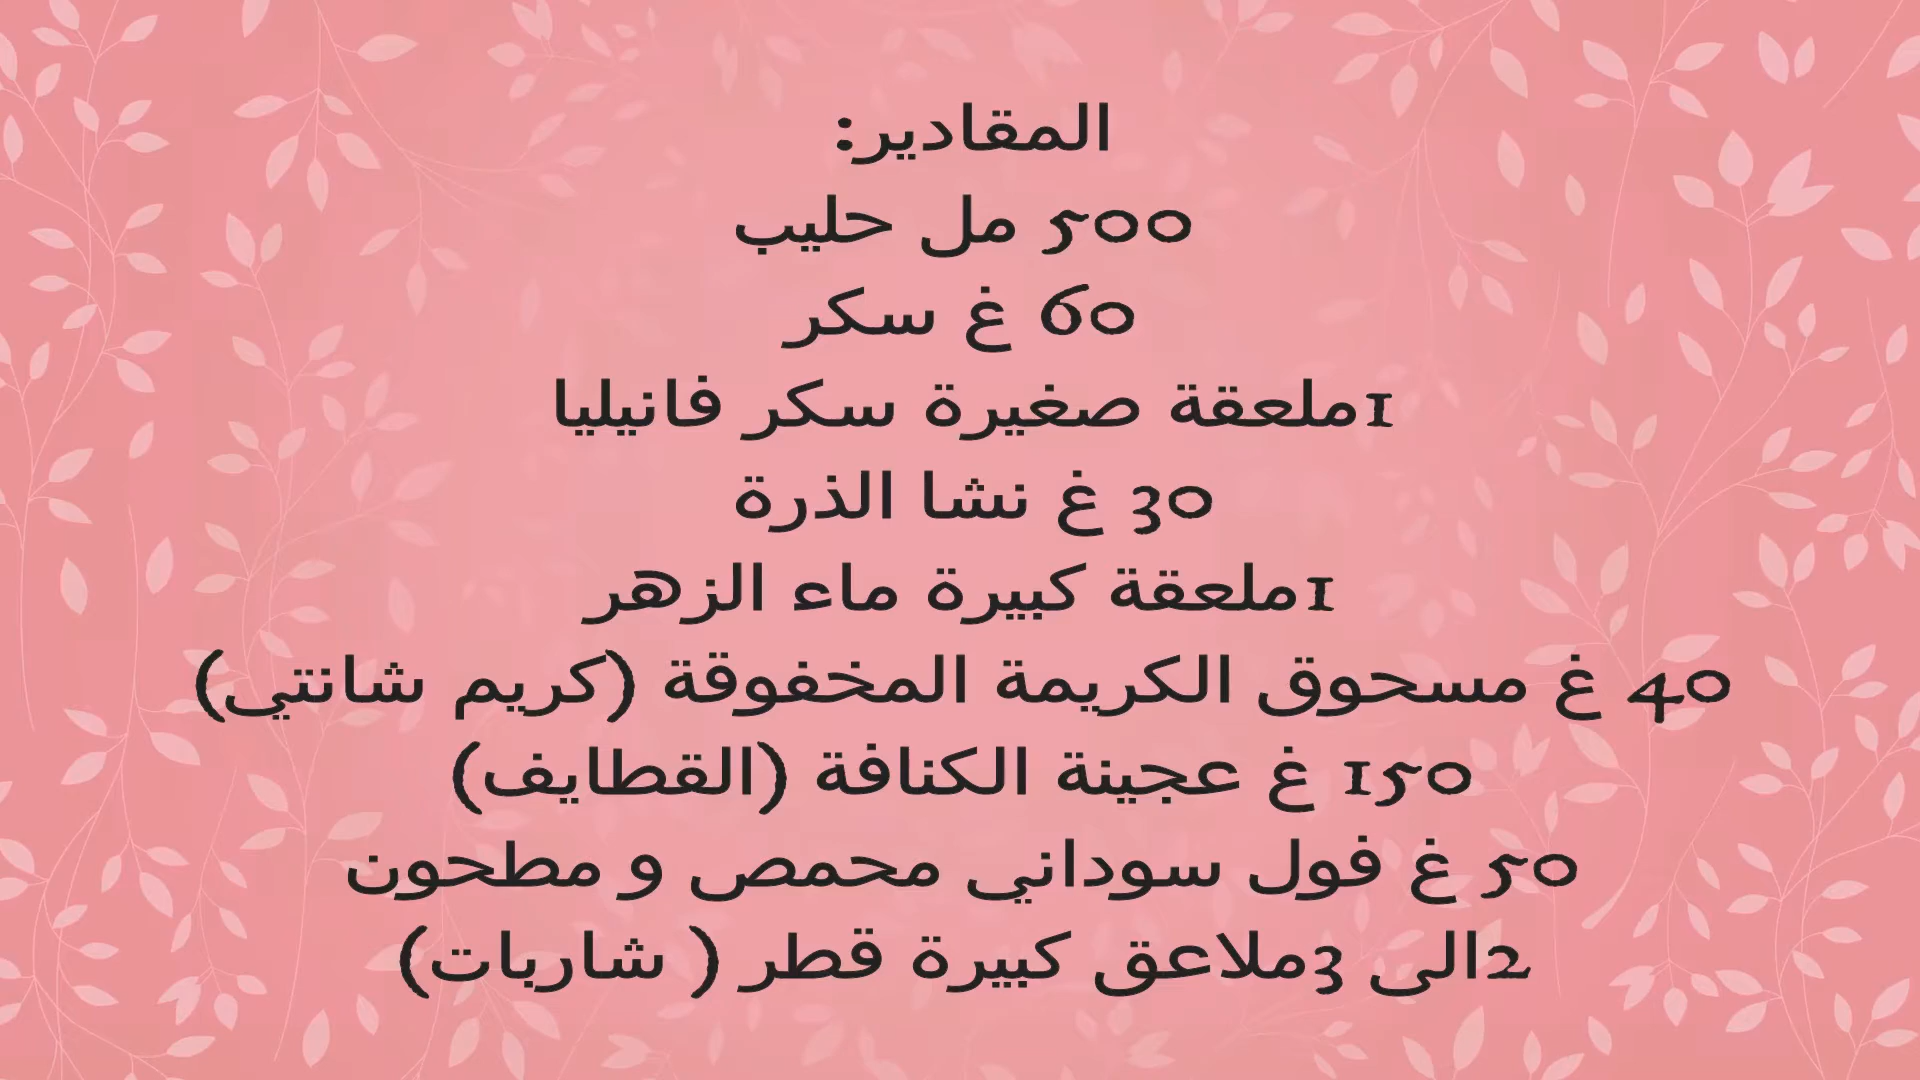 المقادير:
500 مل حليب
60 غ سكر
1ملعقة صغيرة سكر فانيليا
30 غ نشا الذرة
1ملعقة كبيرة ماء الزهر
40 غ مسحوق الكريمة المخفوقة (كريم شانتي)
150 غ عجينة الكنافة (القطايف)
50 غ فول سوداني محمص و مطحون
2الى 3ملاعق كبيرة قطر ( شاربات)